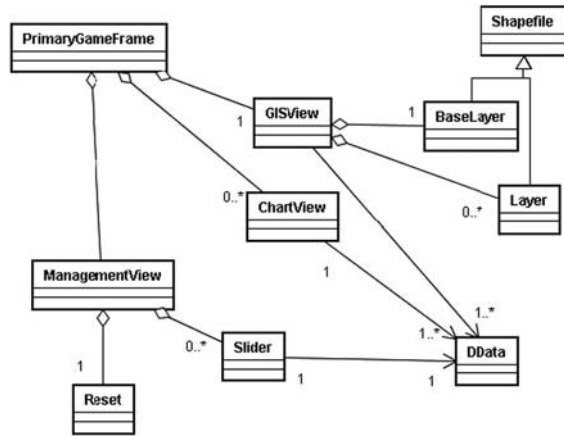 Shapefile
PrimaryGameFrame
GISView
1
1
BaseLayer
0..*
ChartView
0..*
Layer
ManagementView
1
1..*
1..*
0..*
Slider
DData
1
1
1
Reset